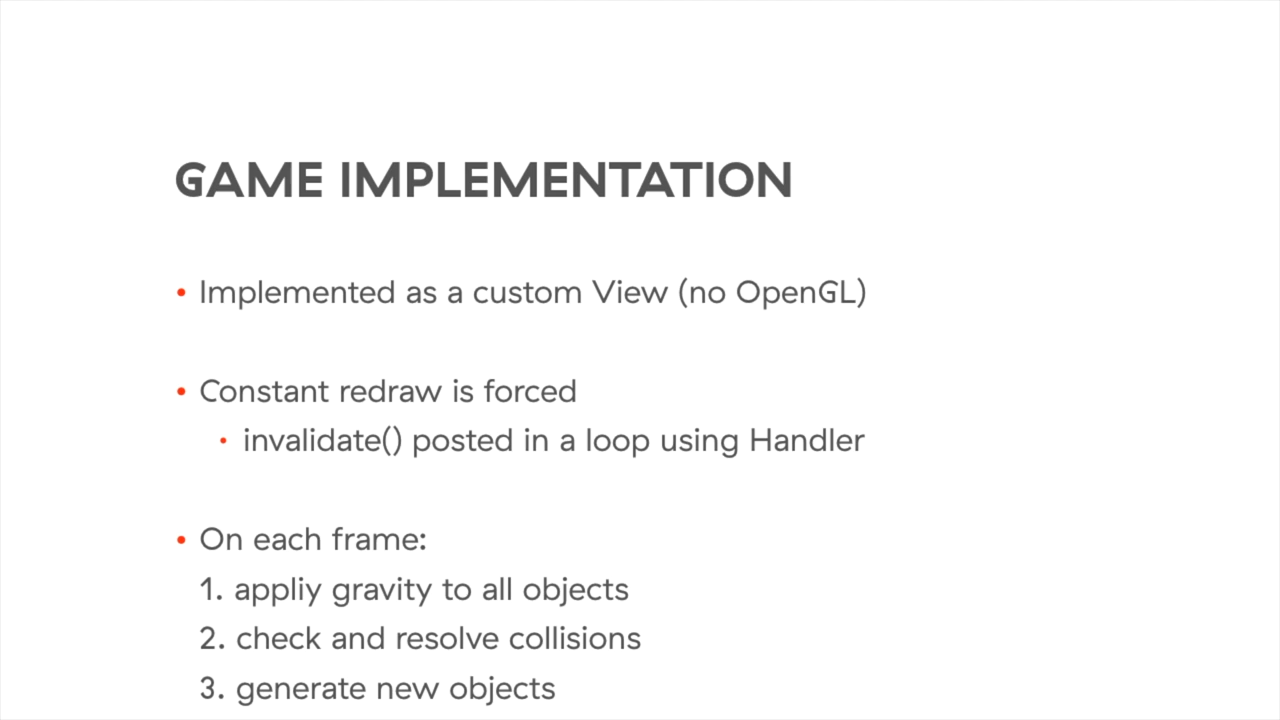 GAME IMPLEMENTATION
• Implemented as a custom View (no OpenGL)
• Constant redraw is forced
• invalidate() posted in a loop using Handler
• On each frame:
1. appliy gravity to all objects
2. check and resolve collisions
3. generate new objects